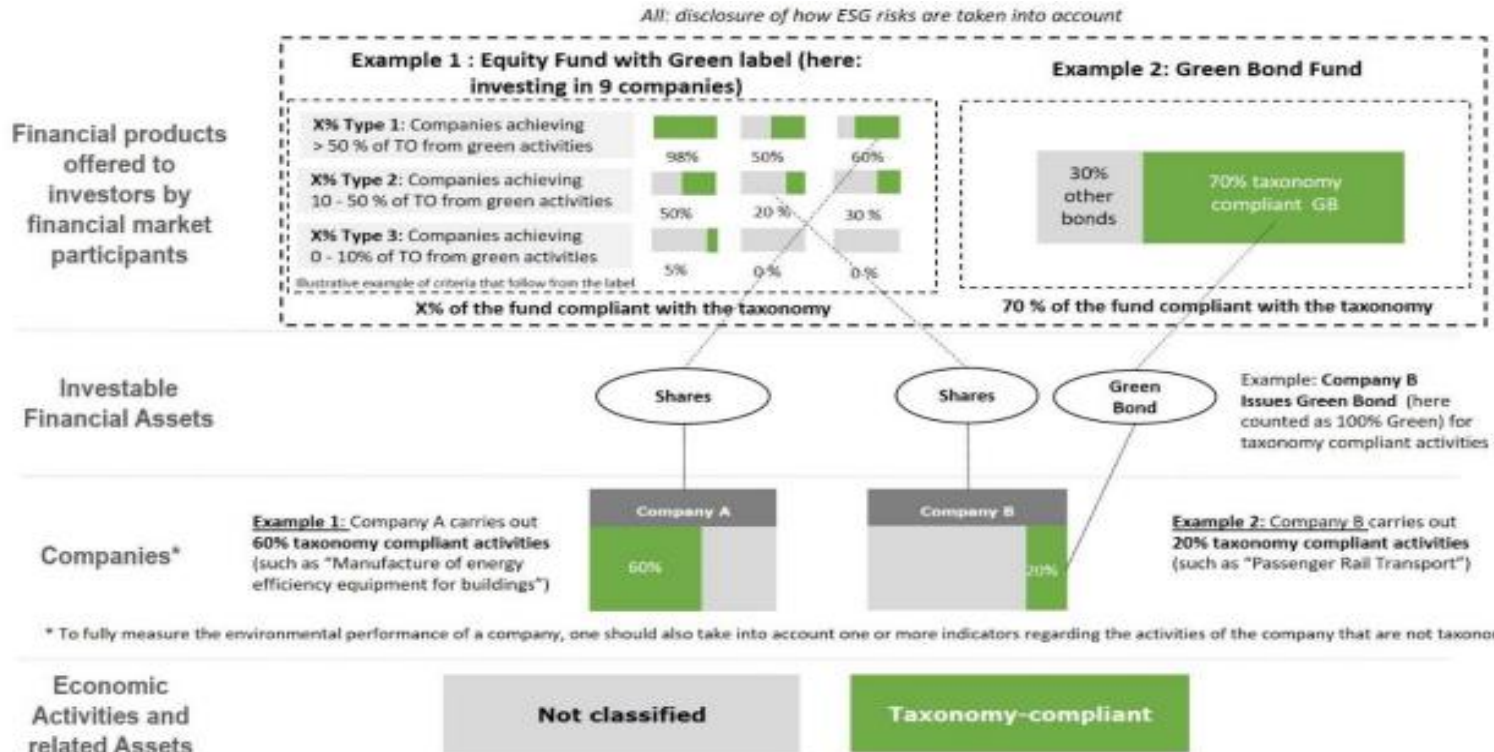 All: disclosure of how ESG risks are taken into account
Example 1 : Equity Fund with Green label (here:
investing in 9 companies)
Example 2: Green Bond Fund
Financial products
offered to
investors by
financial market
participants
X% Type 1: Companies achieving
> 50 % of TO from green activities
98%
50%
60%
X% Type 2: Companies achieving
10 - 50 % of TO from green activities
50%
20 %
30 %
X% Type 3: Companies achieving
0 - 10% of TO from green activities
5%
0 %
0 %
Illustrative example of criteria that follow from the label
X% of the fund compliant with the taxonomy
30%
other
bonds
70% taxonomy
compliant GB
70 % of the fund compliant with the taxonomy
Investable
Financial Assets
Shares
Shares
Green
Bond
Example: Company B
Issues Green Bond (here
counted as 100% Green) for
taxonomy compliant activities
Companies*
Example 1: Company A carries out
60% taxonomy compliant activities
(such as "Manufacture of energy
efficiency equipment for buildings")
Company A
60%
Company B
20%
Example 2: Company B carries out
20% taxonomy compliant activities
(such as "Passenger Rail Transport")
* To fully measure the environmental performance of a company, one should also take into account one or more indicators regarding the activities of the company that are not taxono
Economic
Activities and
related Assets
Not classified
Taxonomy-compliant